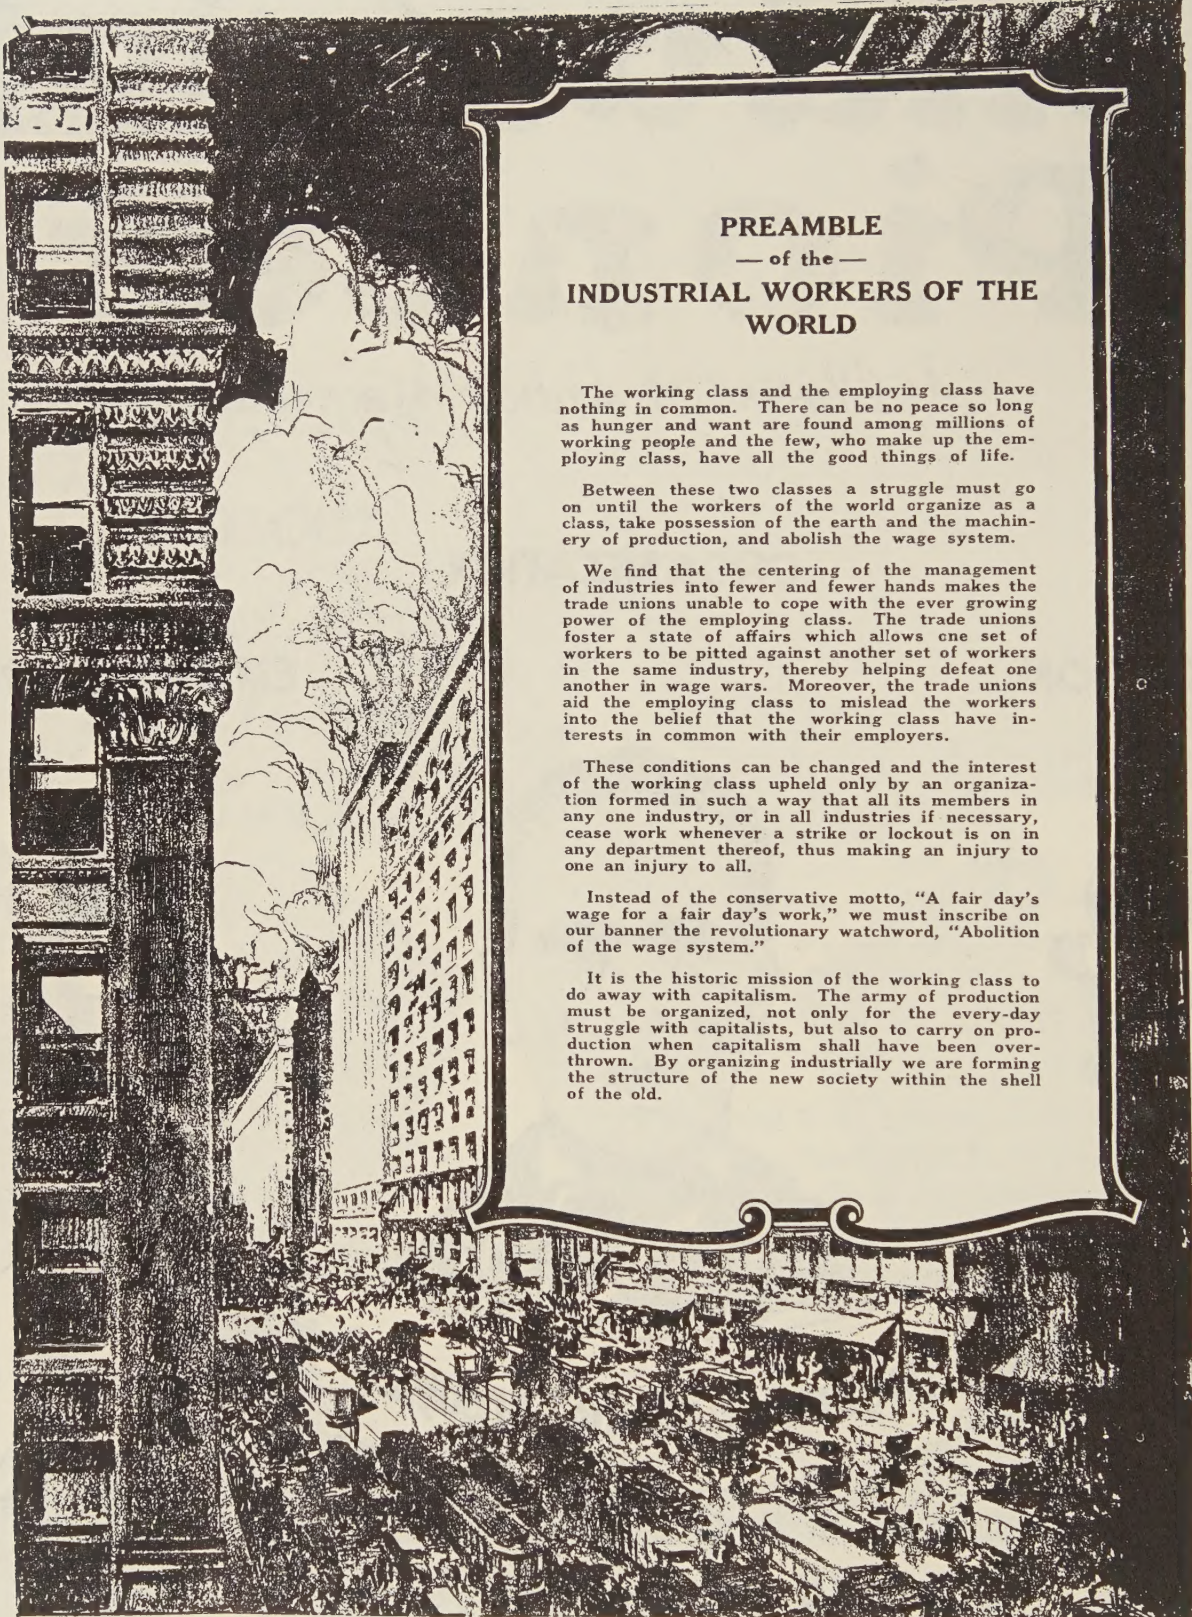 PREAMBLE
— of the —
INDUSTRIAL WORKERS OF THE
WORLD
The working class and the employing class have
nothing in common. There can be no peace so long
as hunger and want are found among millions of
working people and the few, who make up the em-
ploying class, have all the good things of life.
Between these two classes a struggle must go
on until the workers of the world organize as a
class, take possession of the earth and the machin-
ery of production, and abolish the wage system.
We find that the centering of the management
of industries into fewer and fewer hands makes the
trade unions unable to cope with the ever growing
power of the employing class. The trade unions
foster a state of affairs which allows one set of
workers to be pitted against another set of workers
in the same industry, thereby helping defeat one
another in wage wars. Moreover, the trade unions
aid the employing class to mislead the workers
into the belief that the working class have in-
terests in common with their employers.
These conditions can be changed and the interest
of the working class upheld only by an organiza-
tion formed in such a way that all its members in
any one industry, or in all industries if necessary,
cease work whenever a strike or lockout is on in
any department thereof, thus making an injury to
one an injury to all.
Instead of the conservative motto, “A fair day’s
wage for a fair day’s work,” we must inscribe on
our banner the revolutionary watchword, “Abolition
of the wage system.”
It is the historic mission of the working class to
do away with capitalism. The army of production
must be organized, not only for the every-day
struggle with capitalists, but also to carry on pro-
duction when capitalism shall have been over-
thrown. By organizing industrially we are forming
the structure of the new society within the shell
of the old.